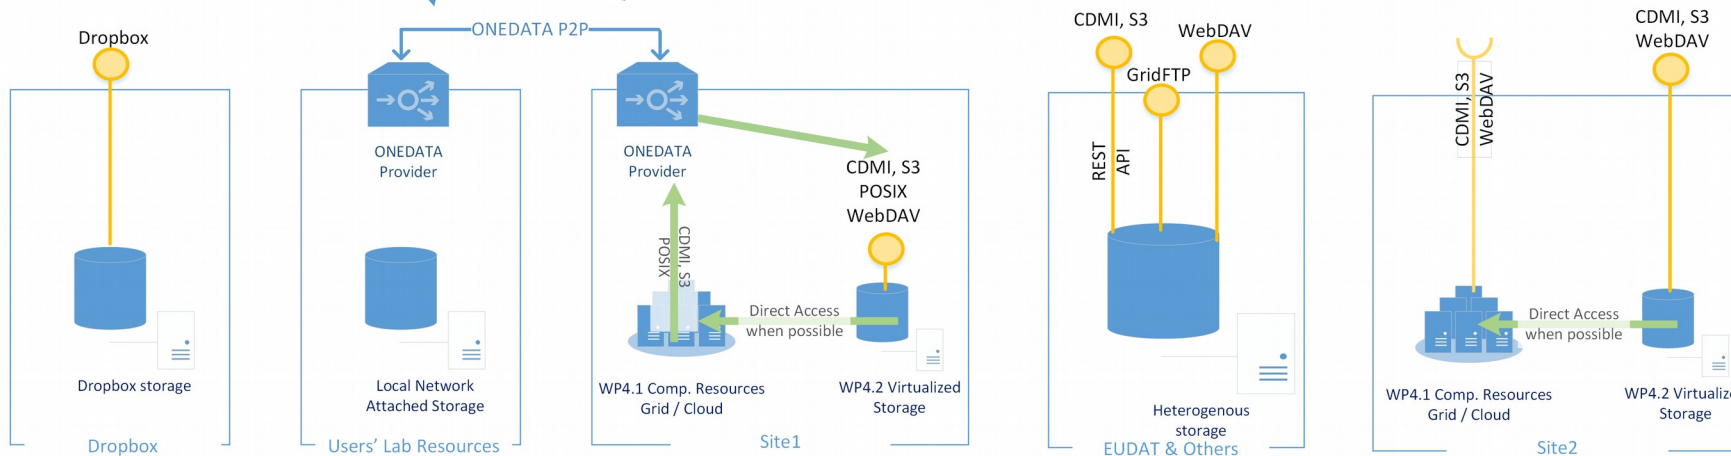 ONEDATA P2P
Dropbox
Dropbox storage
Dropbox
ONEDATA
Provider
Local Network
Attached Storage
Users' Lab Resources
ONEDATA
Provider
CDMI, S3
POSIX
CDMI, S3
POSIX
WebDAV
Direct Access
when possible
WP4.1 Comp. Resources
Grid / Cloud
WP4.2 Virtualized
Storage
Site1
CDMI, S3
WebDAV
GridFTP
REST
API
Heterogenous
storage
EUDAT & Others
CDMI, S3
WebDAV
CDMI, S3
WebDAV
Direct Access
when possible
WP4.1 Comp. Resources
Grid / Cloud
WP4.2 Virtualize
Storage
Site2